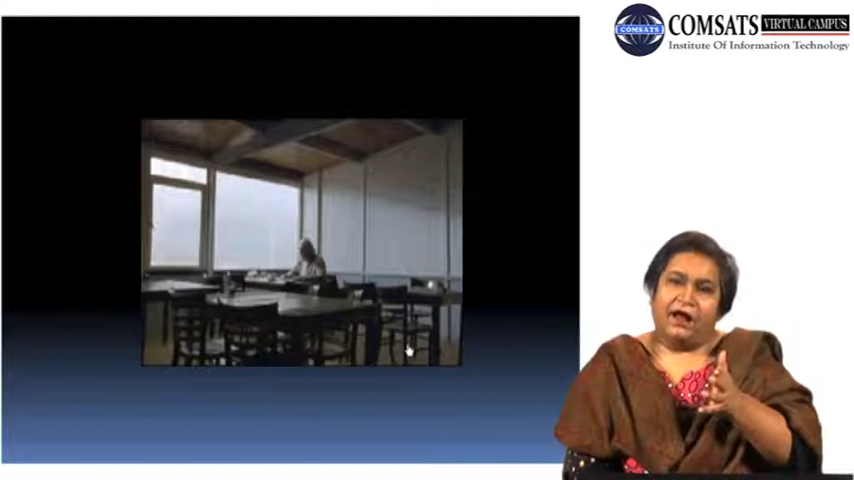 COMSATS VIRTUAL CAMPUS
Institute Of Information Technology
COMSATS